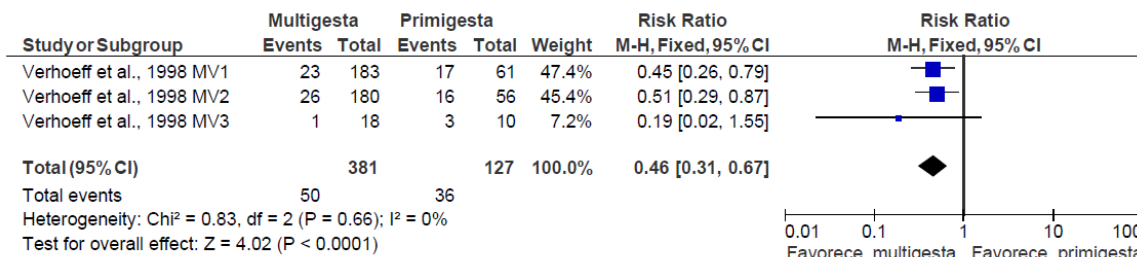 Multigesta Primigesta Risk Ratio Risk Ratio
Study or Subgroup Events Total Events Total Weight M-H, Fixed, 95% CI M-H, Fixed, 95% CI
Verhoeff et al., 1998 MV1 23 183 17 61 47.4% 0.45 [0.26, 0.79]
Verhoeff et al., 1998 MV2 26 180 16 56 45.4% 0.51 [0.29, 0.87]
Verhoeff et al., 1998 MV3 1 18 3 10 7.2% 0.19 [0.02, 1.55]
Total (95% CI) 381 127 100.0% 0.46 [0.31, 0.67]
Total events 50 36
Heterogeneity: Chi² = 0.83, df = 2 (P = 0.66); I² = 0%
Test for overall effect: Z = 4.02 (P < 0.0001)
0.01 0.1 1 10 100
Favorece multigesta Favorece primigesta